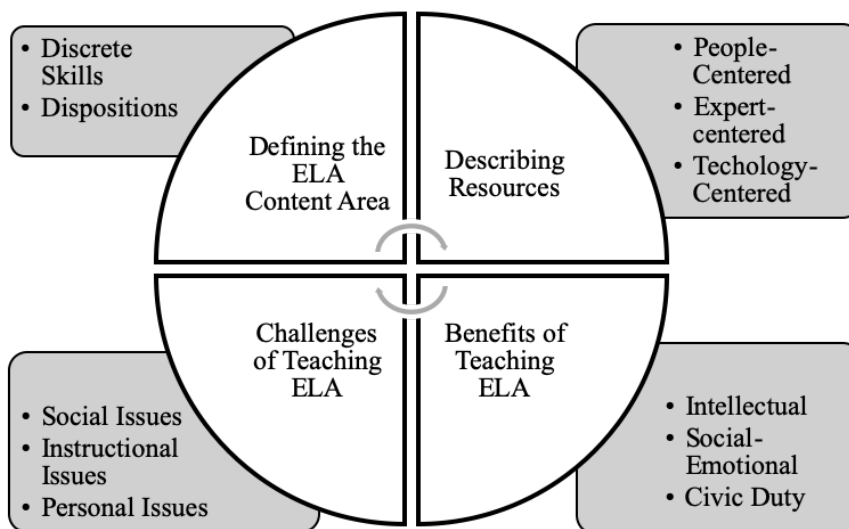 • Discrete
Skills
• Dispositions
Defining the
ELA
Content Area
Describing
Resources
• People-
Centered
• Expert-
centered
• Techology-
Centered
Challenges
of Teaching
ELA
• Social Issues
• Instructional
Issues
• Personal Issues
Benefits of
Teaching
ELA
• Intellectual
• Social-
Emotional
• Civic Duty